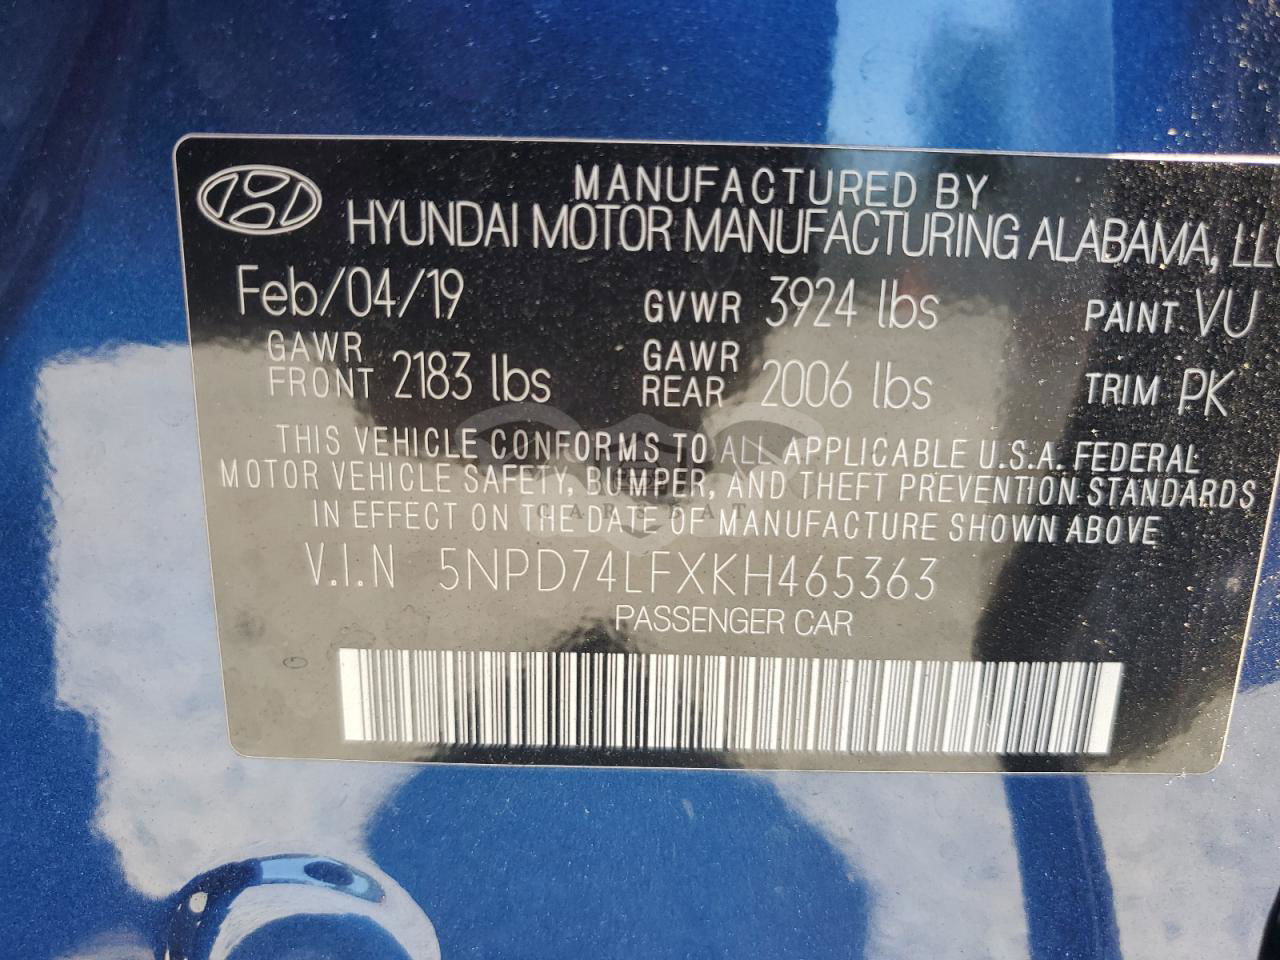 MANUFACTURED BY
HYUNDAI MOTOR MANUFACTURING ALABAMA, LLC
Feb/04/19 GVWR 3924 lbs PAINT VU
GAWR FRONT 2183 lbs GAWR REAR 2006 lbs TRIM PK
THIS VEHICLE CONFORMS TO ALL APPLICABLE U.S.A. FEDERAL
MOTOR VEHICLE SAFETY, BUMPER, AND THEFT PREVENTION STANDARDS
IN EFFECT ON THE DATE OF MANUFACTURE SHOWN ABOVE
V.I.N 5NPD74LFXKH465363
PASSENGER CAR
CARSBAT